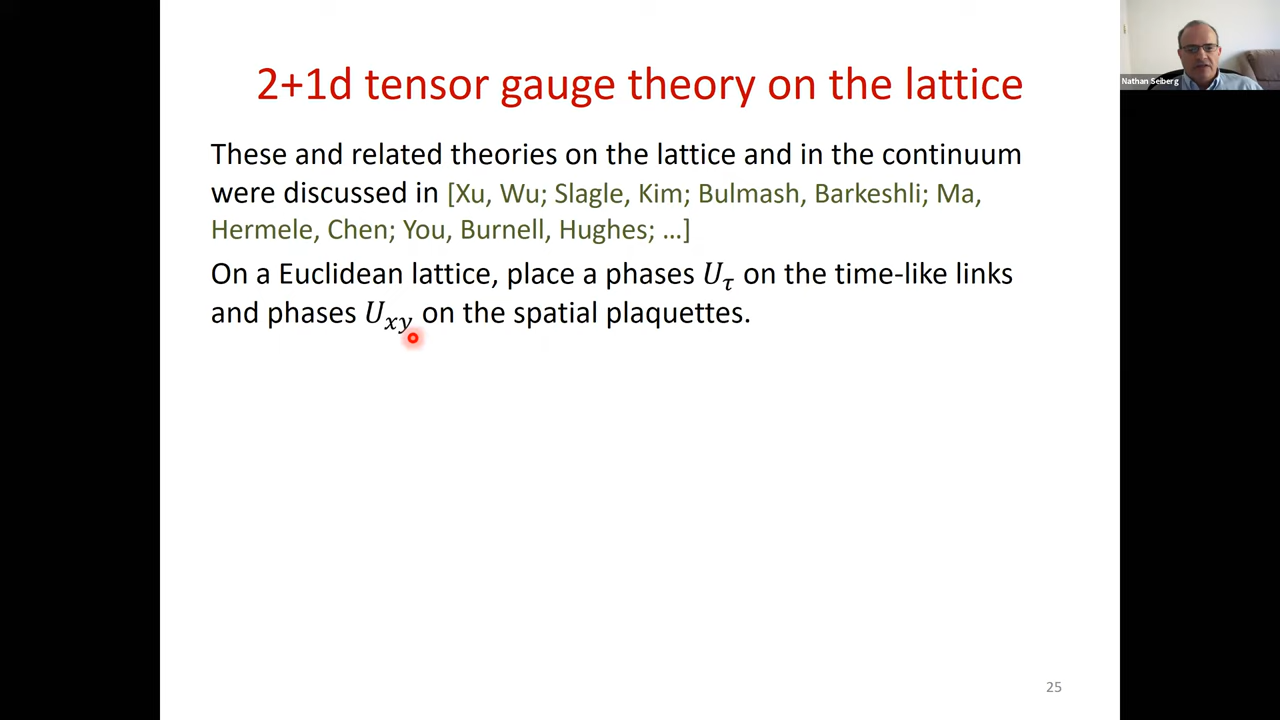 2+1d tensor gauge theory on the lattice
Nathan Seiberg
These and related theories on the lattice and in the continuum
were discussed in [Xu, Wu; Slagle, Kim; Bulmash, Barkeshli; Ma,
Hermele, Chen; You, Burnell, Hughes; …]
On a Euclidean lattice, place a phases U_τ on the time-like links
and phases U_xy on the spatial plaquettes.
25